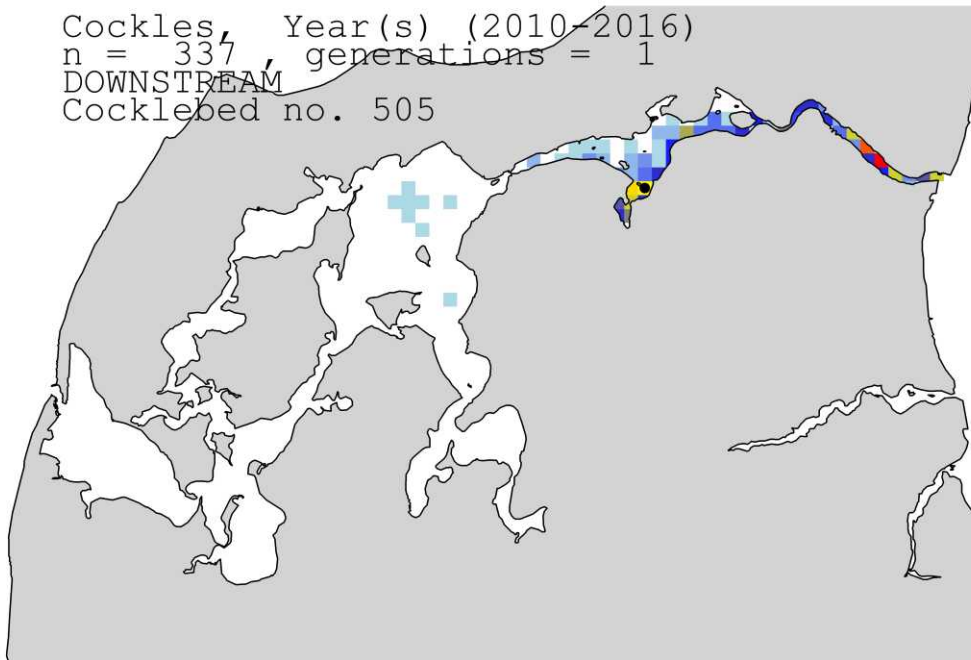 Cockles, Year(s) (2010-2016)
n = 337 , generations = 1
DOWNSTREAM
Cocklebed no. 505